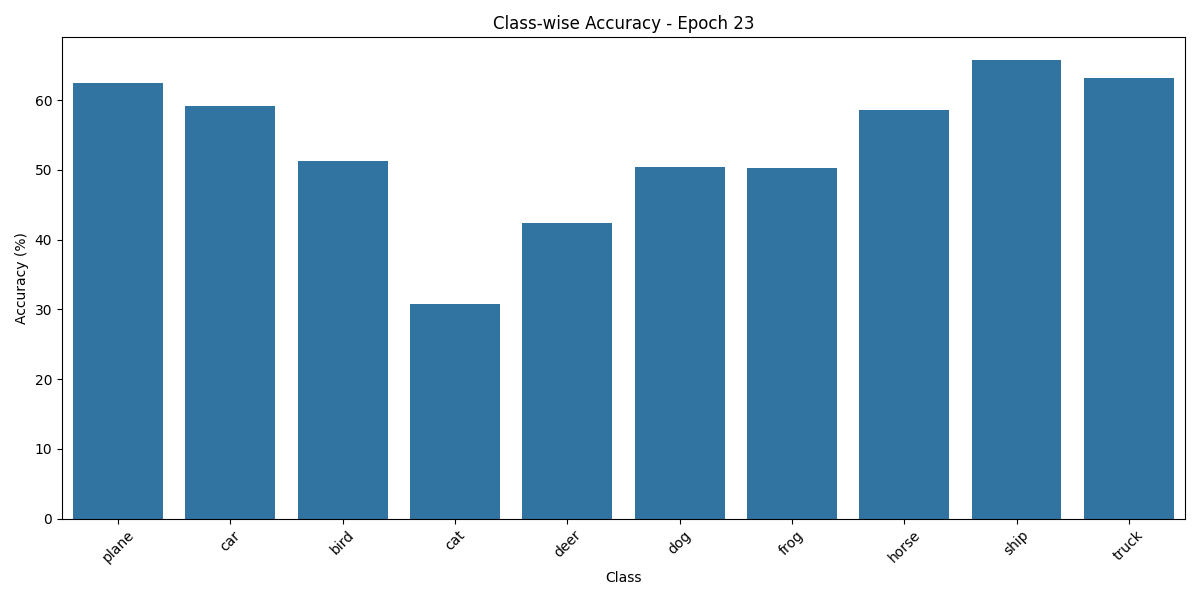 Class-wise Accuracy - Epoch 23
Accuracy (%)
60
50
40
30
20
10
0
plane
car
bird
cat
deer
dog
frog
horse
ship
truck
Class